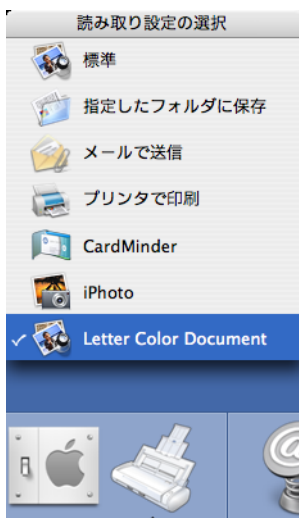 読み取り設定の選択
標準
指定したフォルダに保存
メールで送信
プリンタで印刷
CardMinder
iPhoto
Letter Color Document